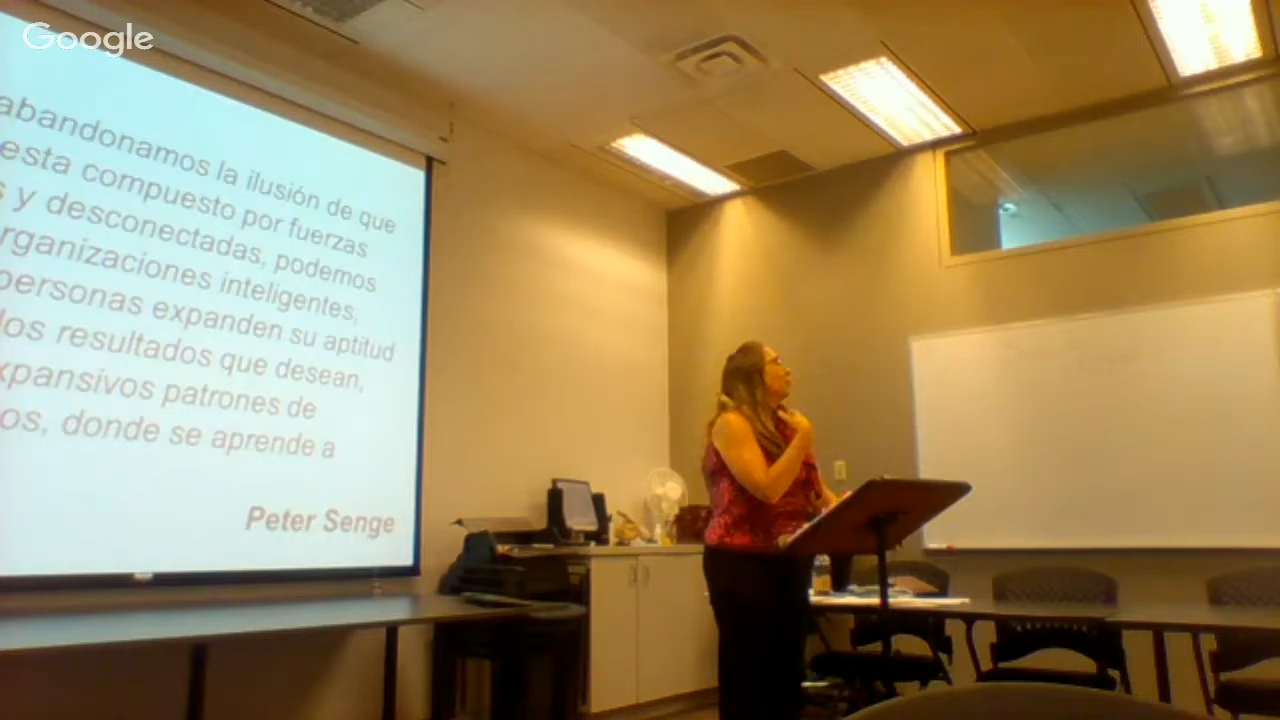 Google
abandonamos la ilusión de que
esta compuesto por fuerzas
y desconectadas, podemos
rganizaciones inteligentes,
personas expanden su aptitud
los resultados que desean,
xpansivos patrones de
os, donde se aprende a
Peter Senge